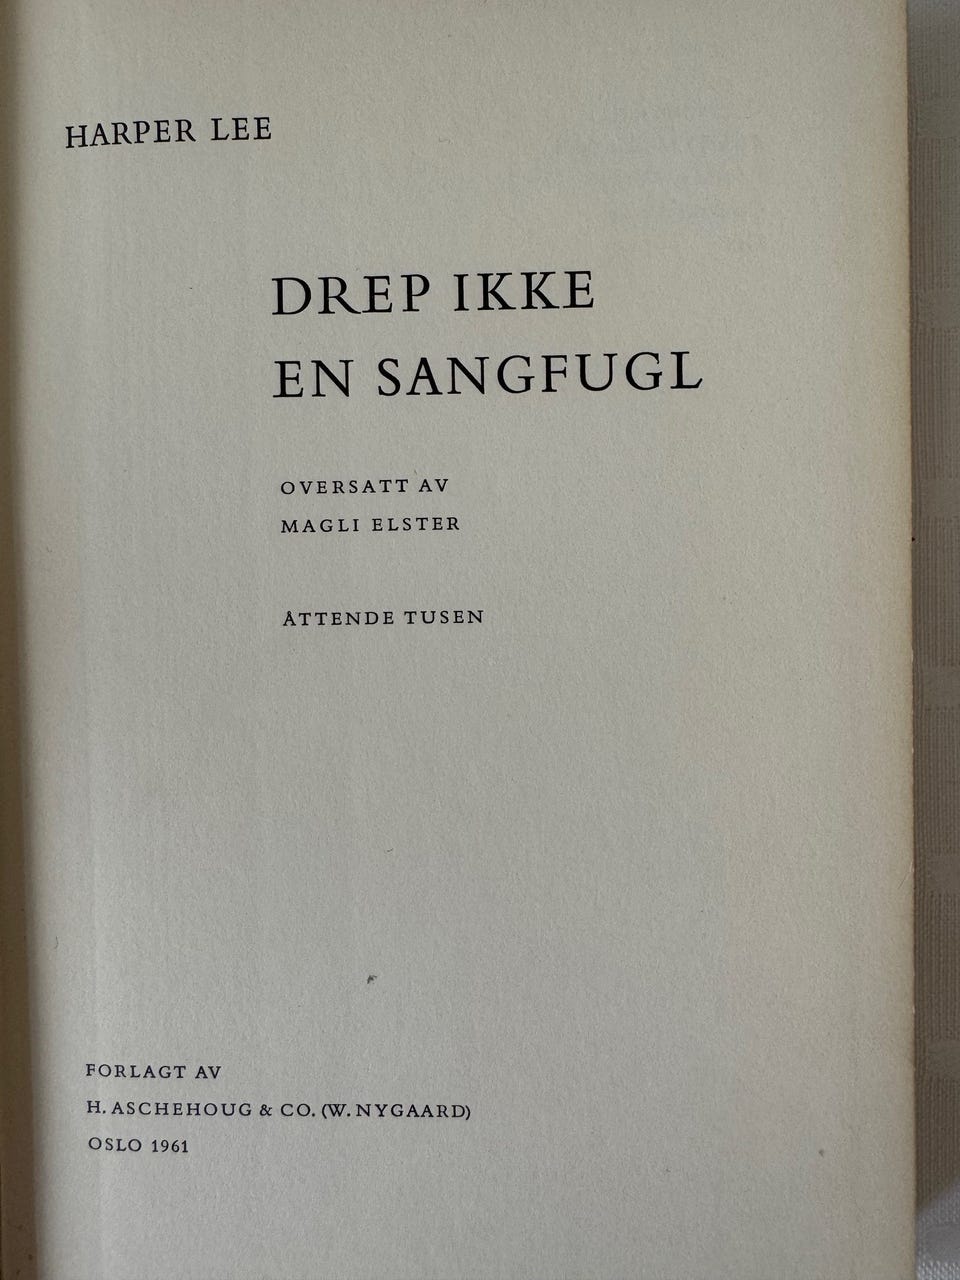 HARPER LEE
DREP IKKE
EN SANGFUGL
OVERSATT AV
MAGLI ELSTER
ÅTTENDE TUSEN
FORLAGT AV
H. ASCHEHOUG & CO. (W. NYGAARD)
OSLO 1961